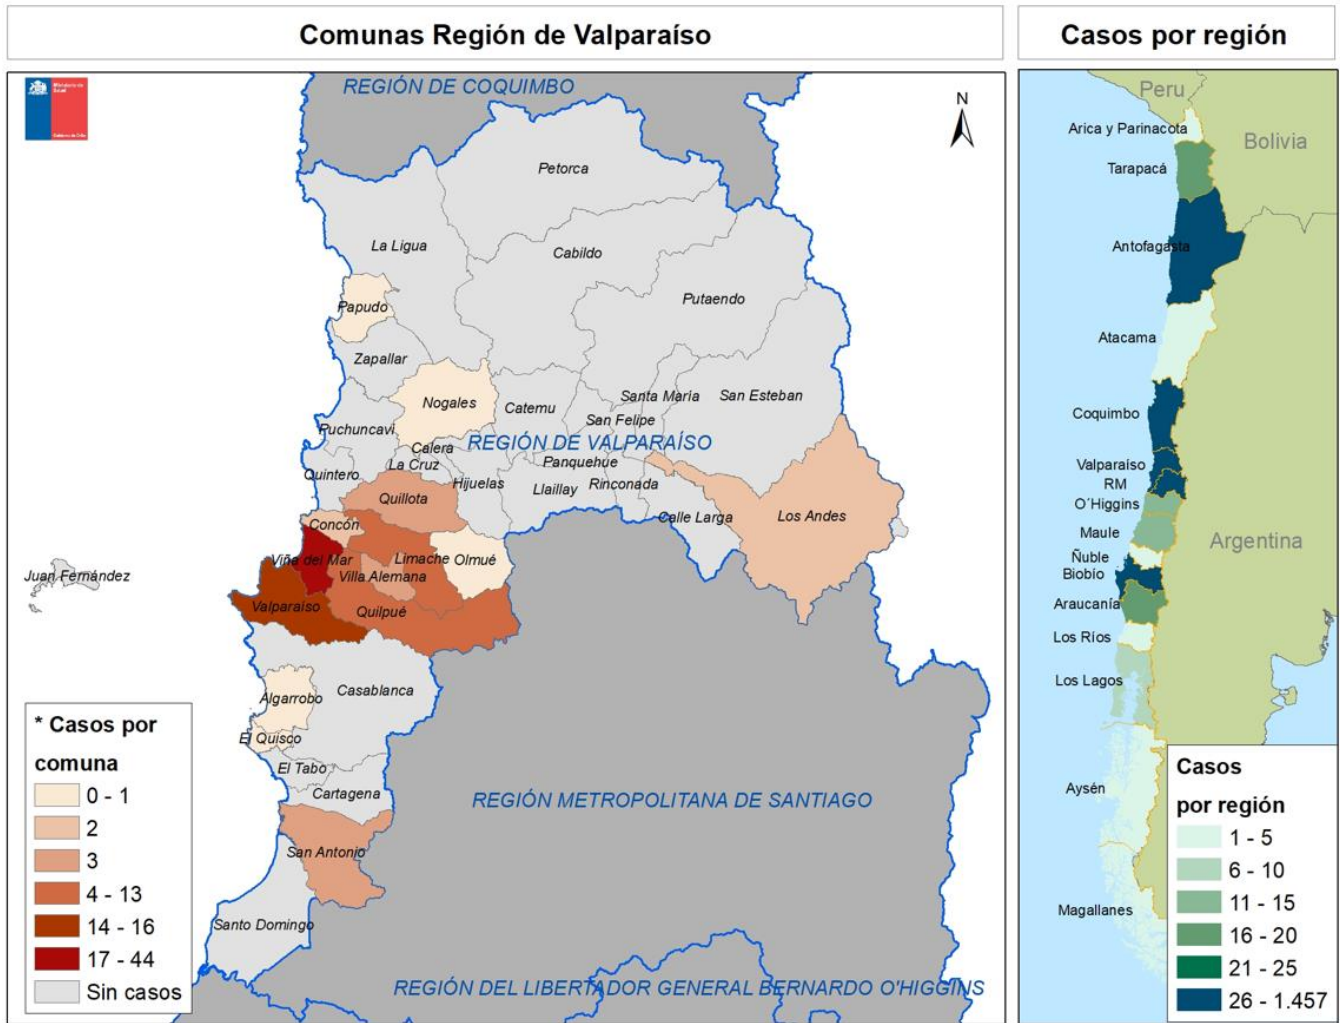 Comunas Región de Valparaíso
Casos por región
Ministerio de
Salud
Gobierno de Chile
REGIÓN DE COQUIMBO
N
Petorca
La Ligua
Cabildo
Putaendo
Papudo
Zapallar
Nogales
Catemu
Santa María
San Esteban
San Felipe
Puchuncaví
REGIÓN DE VALPARAÍSO
Calera
La Cruz
Panquehue
Quintero
Hijuelas
Llaillay
Rinconada
Quillota
Calle Larga
Los Andes
Concón
Viña del Mar
Limache
Olmué
Juan Fernández
Villa Alemana
Valparaíso
Quilpué
Casablanca
Algarrobo
El Quisco
El Tabo
Cartagena
San Antonio
Santo Domingo
REGIÓN METROPOLITANA DE SANTIAGO
REGIÓN DEL LIBERTADOR GENERAL BERNARDO O'HIGGINS
* Casos por
comuna
0 - 1
2
3
4 - 13
14 - 16
17 - 44
Sin casos
Peru
Arica y Parinacota
Bolivia
Tarapacá
Antofagasta
Atacama
Coquimbo
Valparaíso
RM
O´Higgins
Maule
Argentina
Ñuble
Biobío
Araucanía
Los Ríos
Los Lagos
Aysén
Magallanes
Casos
por región
1 - 5
6 - 10
11 - 15
16 - 20
21 - 25
26 - 1.457